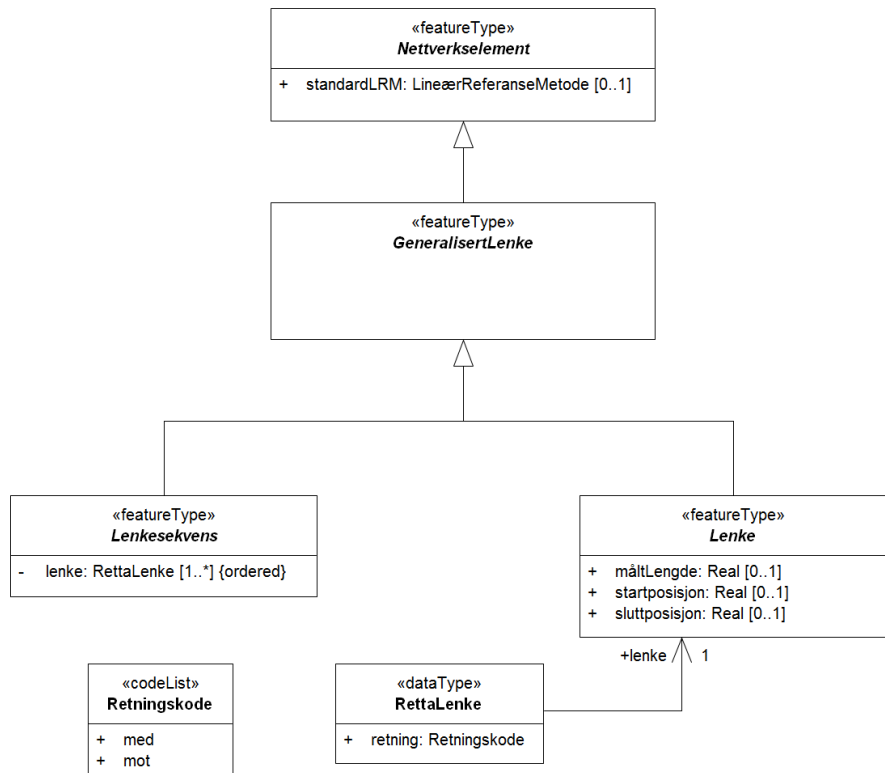 «featureType»
Nettverkselement
+ standardLRM: LineærReferanseMetode [0..1]
«featureType»
GeneralisertLenke
«featureType»
Lenkesekvens
- lenke: RettaLenke [1..*] {ordered}
«featureType»
Lenke
+ måltLengde: Real [0..1]
+ startposisjon: Real [0..1]
+ sluttposisjon: Real [0..1]
+lenke 1
«codeList»
Retningskode
+ med
+ mot
«dataType»
RettaLenke
+ retning: Retningskode